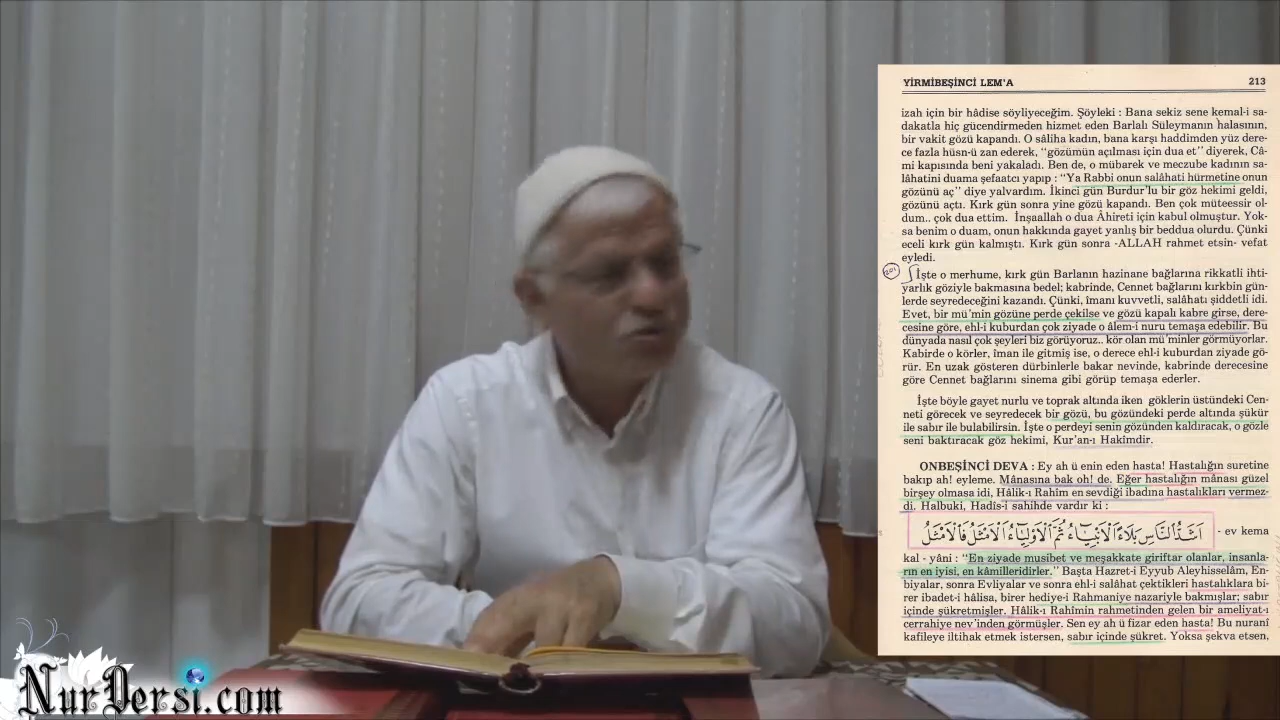 YİRMİBEŞİNCİ LEM'A 213
izah için bir hâdise söyliyeceğim. Şöyleki : Bana sekiz sene kemal-i sa-
dakatla hiç gücendirmeden hizmet eden Barlalı Süleymanın halasının,
bir vakit gözü kapandı. O sâliha kadın, bana karşı haddimden yüz dere-
ce fazla hüsn-ü zan ederek, "gözümün açılması için dua et" diyerek, Câ-
mi kapısında beni yakaladı. Ben de, o mübarek ve meczube kadının sa-
lâhatini duama şefaatcı yapıp : "Ya Rabbi onun salâhati hürmetine onun
gözünü aç" diye yalvardım. İkinci gün Burdur'lu bir göz hekimi geldi,
gözünü açtı. Kırk gün sonra yine gözü kapandı. Ben çok müteessir ol-
dum.. çok dua ettim. İnşaallah o dua Âhireti için kabul olmuştur. Yok-
sa benim o duam, onun hakkında gayet yanlış bir beddua olurdu. Çünki
eceli kırk gün kalmıştı. Kırk gün sonra -ALLAH rahmet etsin- vefat
eyledi.
201 İşte o merhume, kırk gün Barlanın hazinane bağlarına rikkatli ihti-
yarlık göziyle bakmasına bedel; kabrinde, Cennet bağlarını kırkbin gün-
lerde seyredeceğini kazandı. Çünki, îmanı kuvvetli, salâhatı şiddetli idi.
Evet, bir mü'min gözüne perde çekilse ve gözü kapalı kabre girse, dere-
cesine göre, ehl-i kuburdan çok ziyade o âlem-i nuru temaşa edebilir. Bu
dünyada nasıl çok şeyleri biz görüyoruz.. kör olan mü'minler görmüyorlar.
Kabirde o körler, îman ile gitmiş ise, o derece ehl-i kuburdan ziyade gö-
rür. En uzak gösteren dürbinlerle bakar nevinde, kabrinde derecesine
göre Cennet bağlarını sinema gibi görüp temaşa ederler.
İşte böyle gayet nurlu ve toprak altında iken göklerin üstündeki Cen-
neti görecek ve seyredecek bir gözü, bu gözündeki perde altında şükür
ile sabır ile bulabilirsin. İşte o perdeyi senin gözünden kaldıracak, o gözle
seni baktıracak göz hekimi, Kur'an-ı Hakîmdir.
ONBEŞİNCİ DEVA : Ey ah ü enin eden hasta! Hastalığın suretine
bakıp ah! eyleme. Mânasına bak oh! de. Eğer hastalığın mânası güzel
birşey olmasa idi, Hâlik-ı Rahîm en sevdiği ibadına hastalıkları vermez-
di. Halbuki, Hadîs-i sahihde vardır ki :
اَشَدُّ النَّاسِ بَلَاءً اَلْاَنْبِيَاءُ ثُمَّ الْاَوْلِيَاءُ اَلْاَمْثَلُ فَالْاَمْثَلُ - ev kema
kal - yâni : "En ziyade musibet ve meşakkate giriftar olanlar, insanla-
rın en iyisi, en kâmilleridirler." Başta Hazret-i Eyyub Aleyhisselâm, En-
biyalar, sonra Evliyalar ve sonra ehl-i salâhat çektikleri hastalıklara bi-
rer ibadet-i hâlisa, birer hediye-i Rahmaniye nazariyle bakmışlar; sabır
içinde şükretmişler. Hâlik-ı Rahîmin rahmetinden gelen bir ameliyat-ı
cerrahiye nev'inden görmüşler. Sen ey ah ü fizar eden hasta! Bu nuranî
kafileye iltihak etmek istersen, sabır içinde şükret. Yoksa şekva etsen,
NurDersi.com